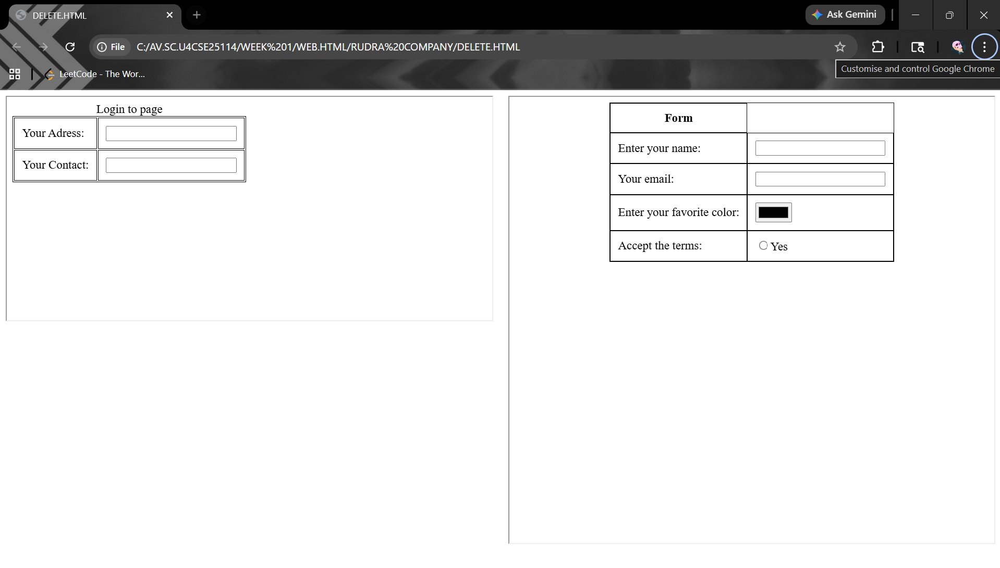 DELETE.HTML
Ask Gemini
File
C:/AV.SC.U4CSE25114/WEEK%201/WEB.HTML/RUDRA%20COMPANY/DELETE.HTML
LeetCode - The Wor...
Customise and control Google Chrome
Login to page
Your Adress:
Your Contact:
Form
Enter your name:
Your email:
Enter your favorite color:
Accept the terms: Yes